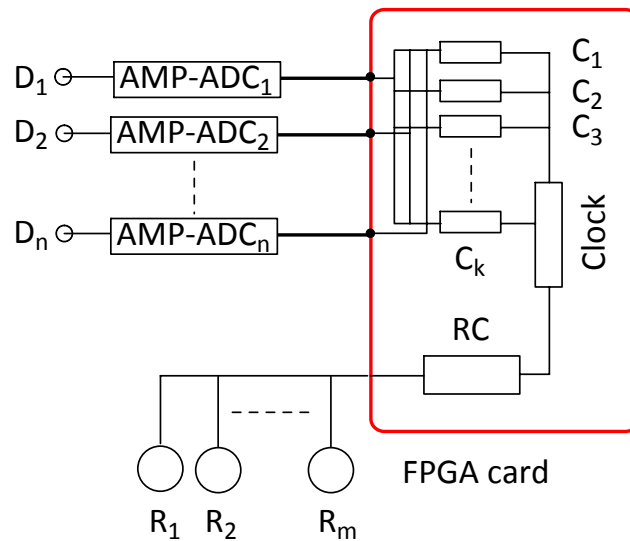 D₁ AMP-ADC₁ C₁
C₂
D₂ AMP-ADC₂ C₃
Dₙ AMP-ADCₙ
Cₖ
Clock
RC
FPGA card
R₁ R₂ Rₘ